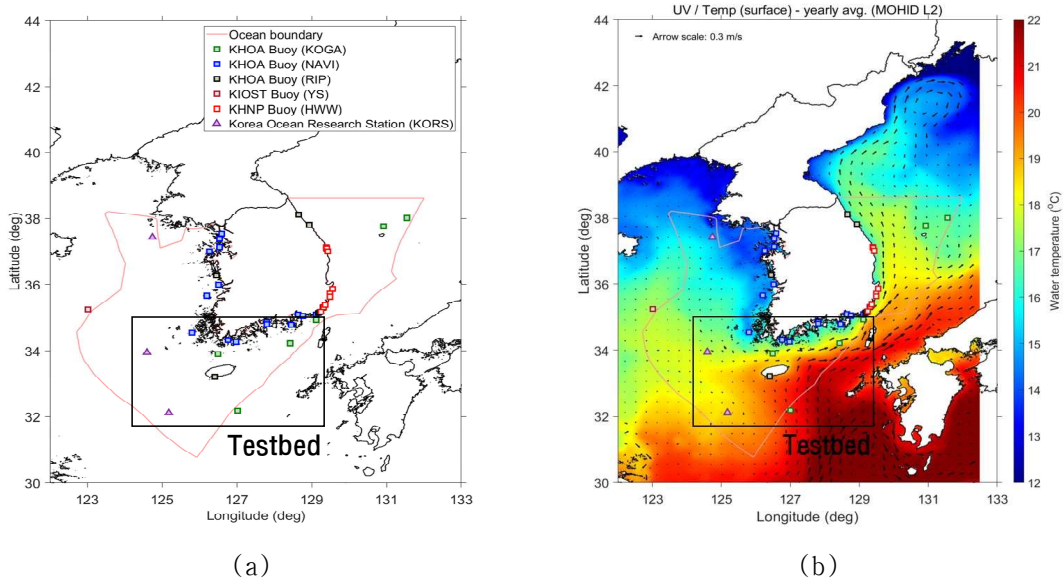 44
42
40
38
36
34
32
30
Latitude (deg)
123
125
127
129
131
133
Longitude (deg)
Ocean boundary
KHOA Buoy (KOGA)
KHOA Buoy (NAVI)
KHOA Buoy (RIP)
KIOST Buoy (YS)
KHNP Buoy (HWW)
Korea Ocean Research Station (KORS)
Testbed
(a)
UV / Temp (surface) - yearly avg. (MOHID L2)
Arrow scale: 0.3 m/s
44
42
40
38
36
34
32
30
Latitude (deg)
123
125
127
129
131
133
Longitude (deg)
Testbed
22
21
20
19
18
17
16
15
14
13
12
Water temperature (°C)
(b)